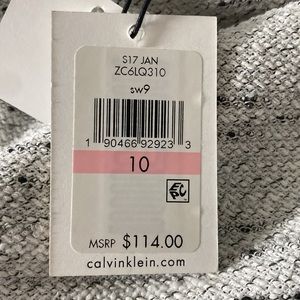 S17 JAN
ZC6LQ310
sw9
1 90466 92923 3
10
MSRP $114.00
calvinklein.com